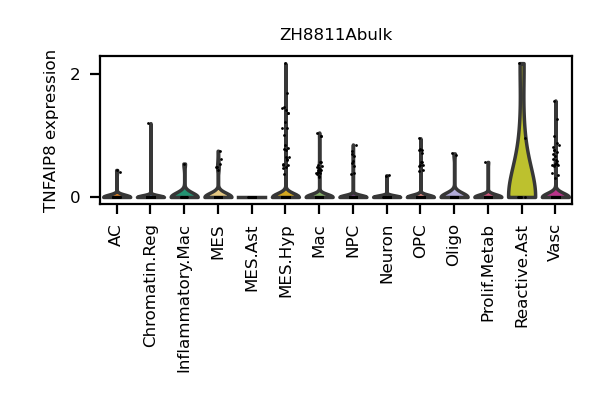 ZH8811Abulk
TNFAIP8 expression
2
0
AC
Chromatin.Reg
Inflammatory.Mac
MES
MES.Ast
MES.Hyp
Mac
NPC
Neuron
OPC
Oligo
Prolif.Metab
Reactive.Ast
Vasc